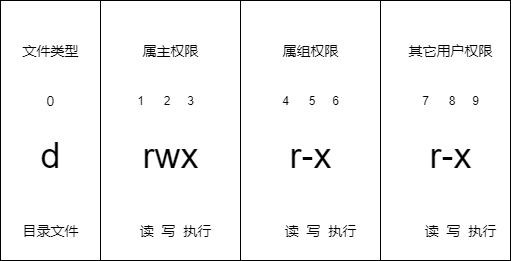 文件类型 属主权限 属组权限 其它用户权限
0 1 2 3 4 5 6 7 8 9
d rwx r-x r-x
目录文件 读 写 执行 读 写 执行 读 写 执行